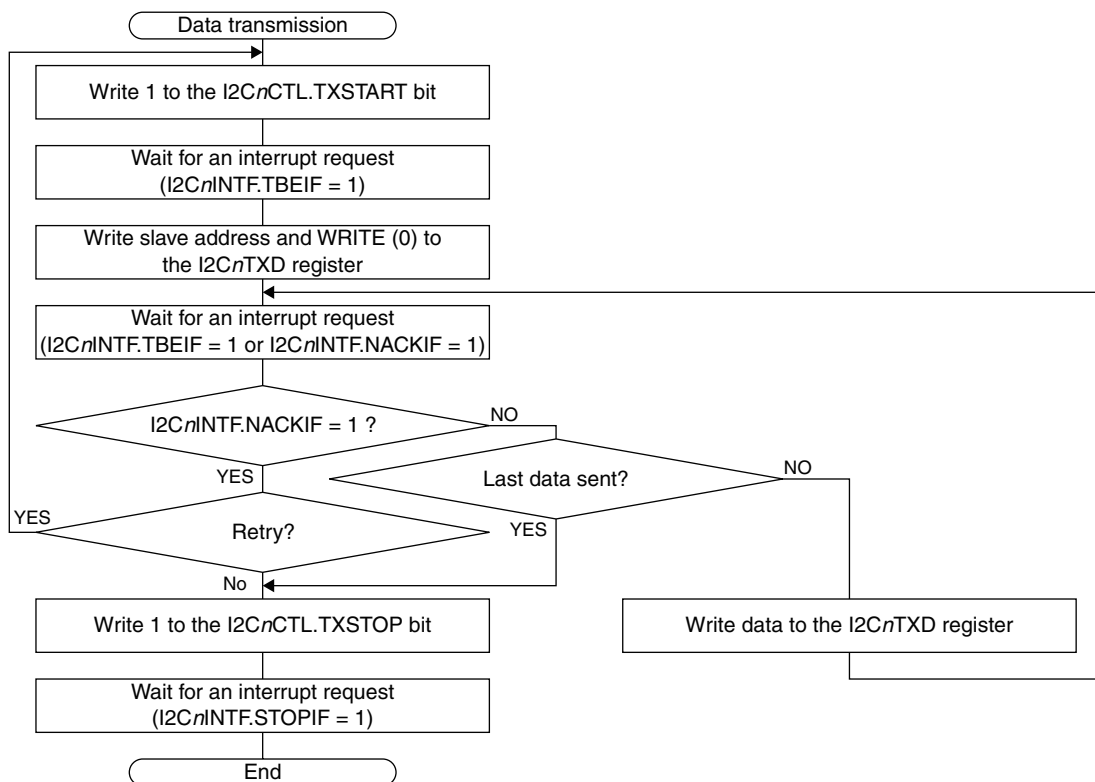 Data transmission
Write 1 to the I2CnCTL.TXSTART bit
Wait for an interrupt request
(I2CnINTF.TBEIF = 1)
Write slave address and WRITE (0) to
the I2CnTXD register
Wait for an interrupt request
(I2CnINTF.TBEIF = 1 or I2CnINTF.NACKIF = 1)
I2CnINTF.NACKIF = 1 ?
NO
YES
Last data sent?
NO
YES
Retry?
YES
No
Write 1 to the I2CnCTL.TXSTOP bit
Write data to the I2CnTXD register
Wait for an interrupt request
(I2CnINTF.STOPIF = 1)
End